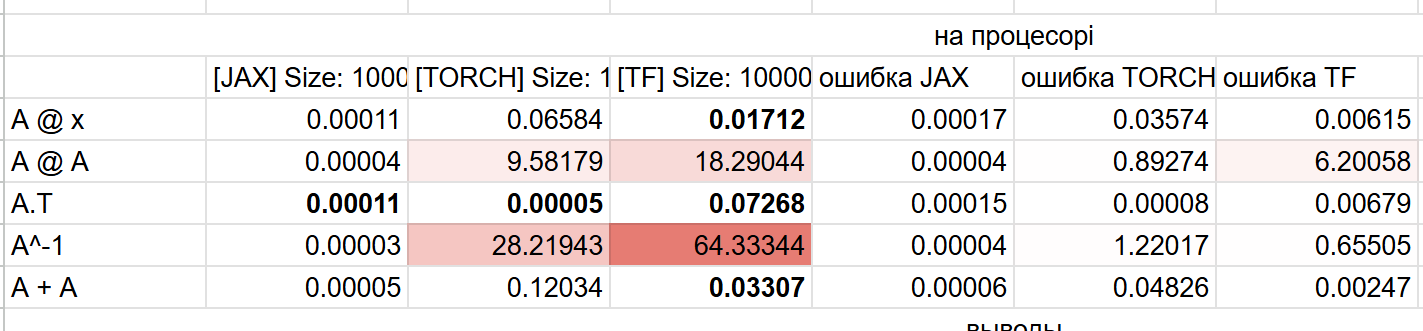 на процесорі
[JAX] Size: 1000 [TORCH] Size: 1 [TF] Size: 10000 ошибка JAX ошибка TORCH ошибка TF
A @ x 0.00011 0.06584 0.01712 0.00017 0.03574 0.00615
A @ A 0.00004 9.58179 18.29044 0.00004 0.89274 6.20058
A.T 0.00011 0.00005 0.07268 0.00015 0.00008 0.00679
A^-1 0.00003 28.21943 64.33344 0.00004 1.22017 0.65505
A + A 0.00005 0.12034 0.03307 0.00006 0.04826 0.00247